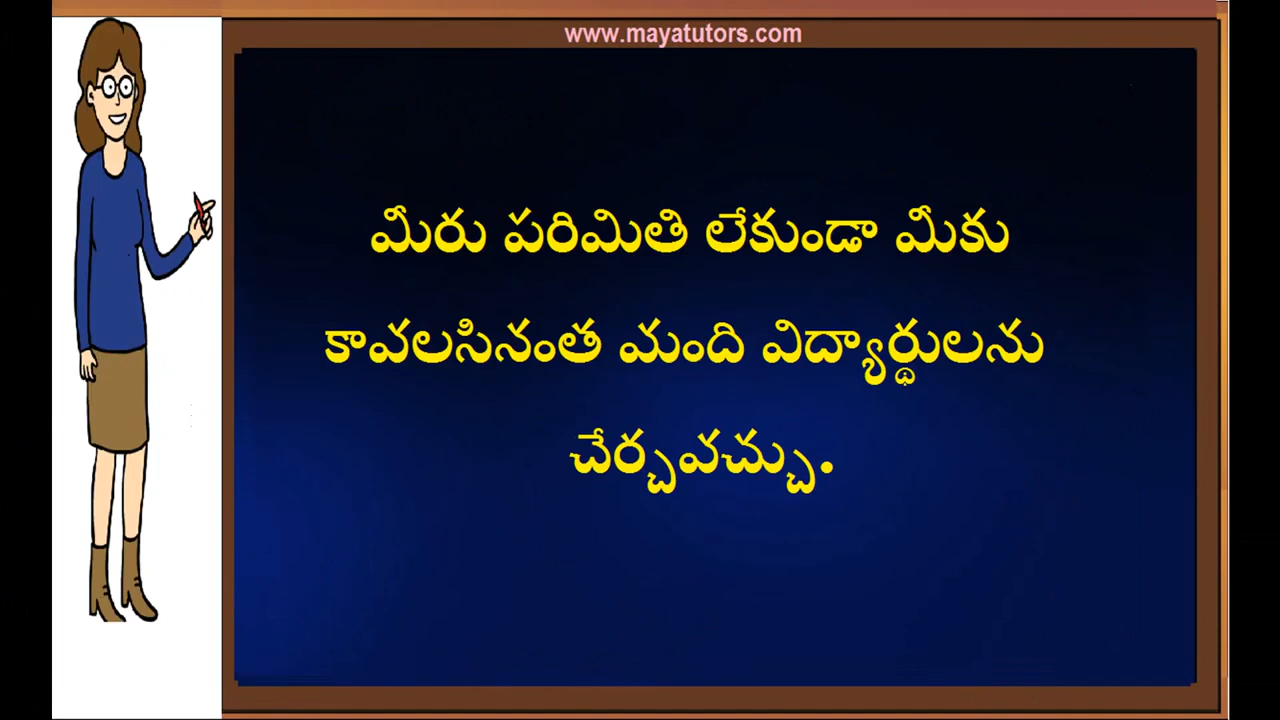 www.mayatutors.com
మీరు పరిమితి లేకుండా మీకు
కావలసినంత మంది విద్యార్థులను
చేర్చవచ్చు.